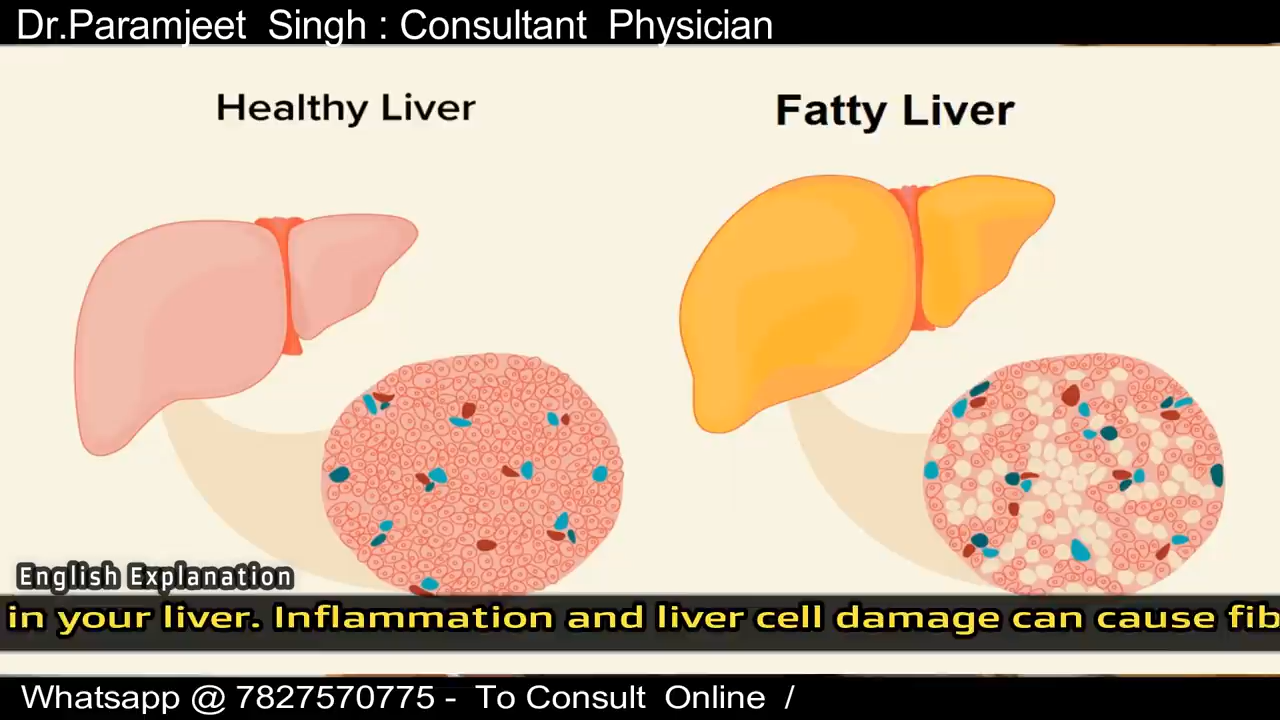 Dr.Paramjeet Singh : Consultant Physician
Healthy Liver
Fatty Liver
English Explanation
in your liver. Inflammation and liver cell damage can cause fib
Whatsapp @ 7827570775 - To Consult Online /